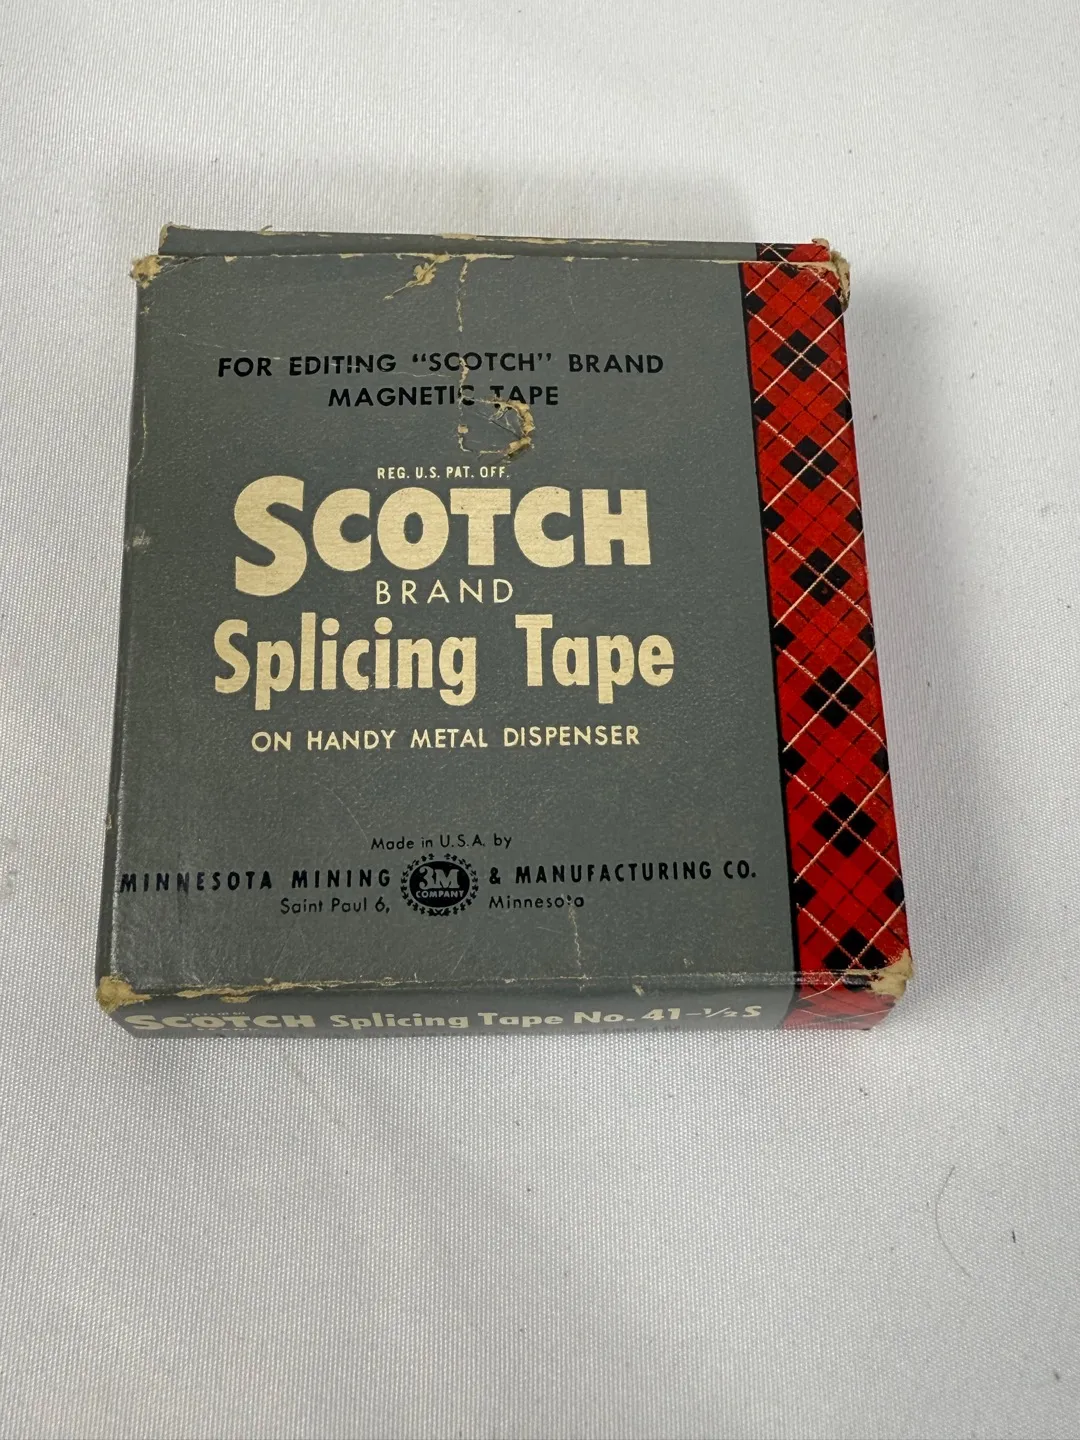 FOR EDITING "SCOTCH" BRAND
MAGNETIC TAPE
REG. U.S. PAT. OFF.
SCOTCH
BRAND
Splicing Tape
ON HANDY METAL DISPENSER
Made in U.S.A. by
MINNESOTA MINING 3M COMPANY & MANUFACTURING CO.
Saint Paul 6, Minnesota
SCOTCH Splicing Tape No. 41-½S